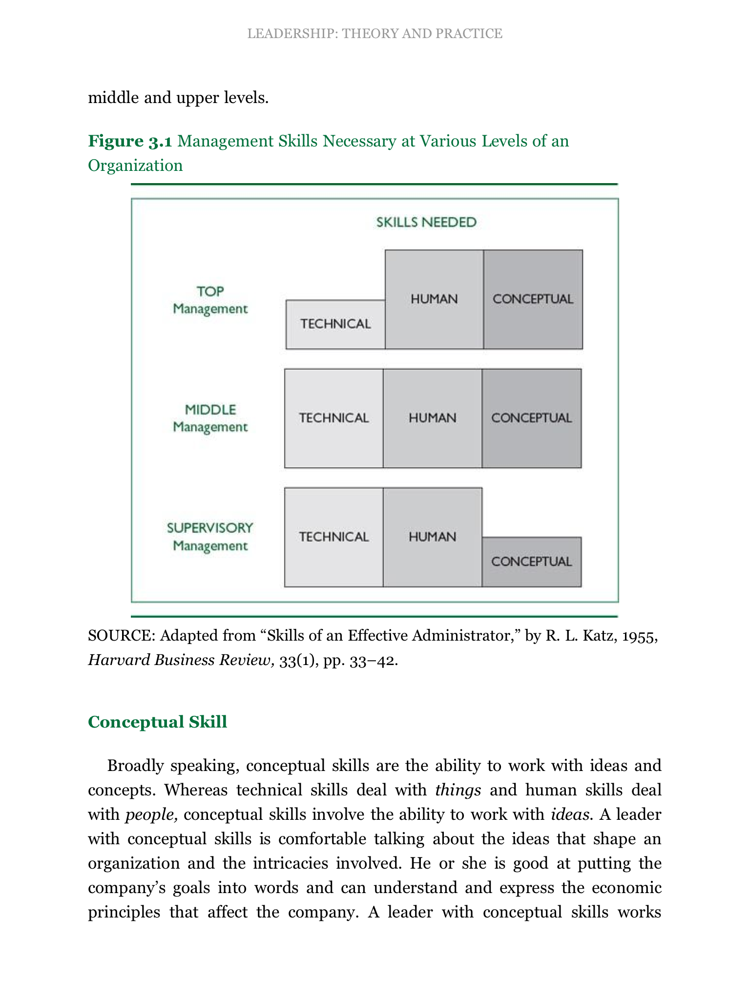 LEADERSHIP: THEORY AND PRACTICE
middle and upper levels.
Figure 3.1 Management Skills Necessary at Various Levels of an
Organization
SKILLS NEEDED
TOP
Management
TECHNICAL
HUMAN
CONCEPTUAL
MIDDLE
Management
TECHNICAL
HUMAN
CONCEPTUAL
SUPERVISORY
Management
TECHNICAL
HUMAN
CONCEPTUAL
SOURCE: Adapted from “Skills of an Effective Administrator,” by R. L. Katz, 1955,
Harvard Business Review, 33(1), pp. 33–42.
Conceptual Skill
Broadly speaking, conceptual skills are the ability to work with ideas and
concepts. Whereas technical skills deal with things and human skills deal
with people, conceptual skills involve the ability to work with ideas. A leader
with conceptual skills is comfortable talking about the ideas that shape an
organization and the intricacies involved. He or she is good at putting the
company’s goals into words and can understand and express the economic
principles that affect the company. A leader with conceptual skills works